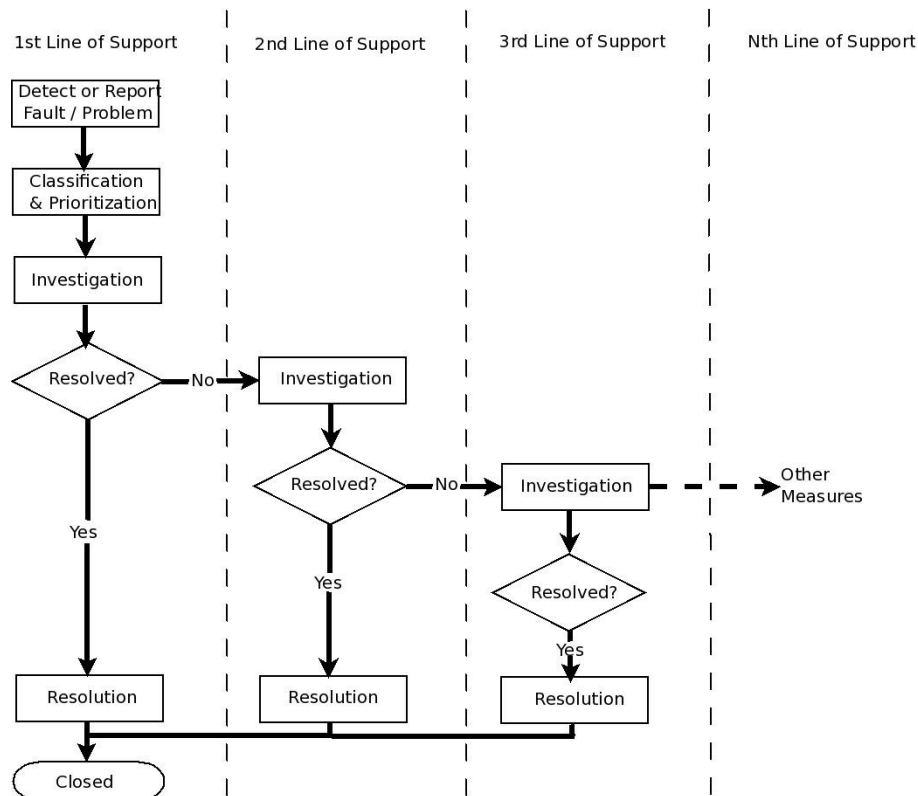 1st Line of Support
2nd Line of Support
3rd Line of Support
Nth Line of Support
Detect or Report
Fault / Problem
Classification
& Prioritization
Investigation
Resolved?
No
Investigation
Resolved?
No
Investigation
Other
Measures
Yes
Yes
Resolved?
Yes
Resolution
Resolution
Resolution
Closed